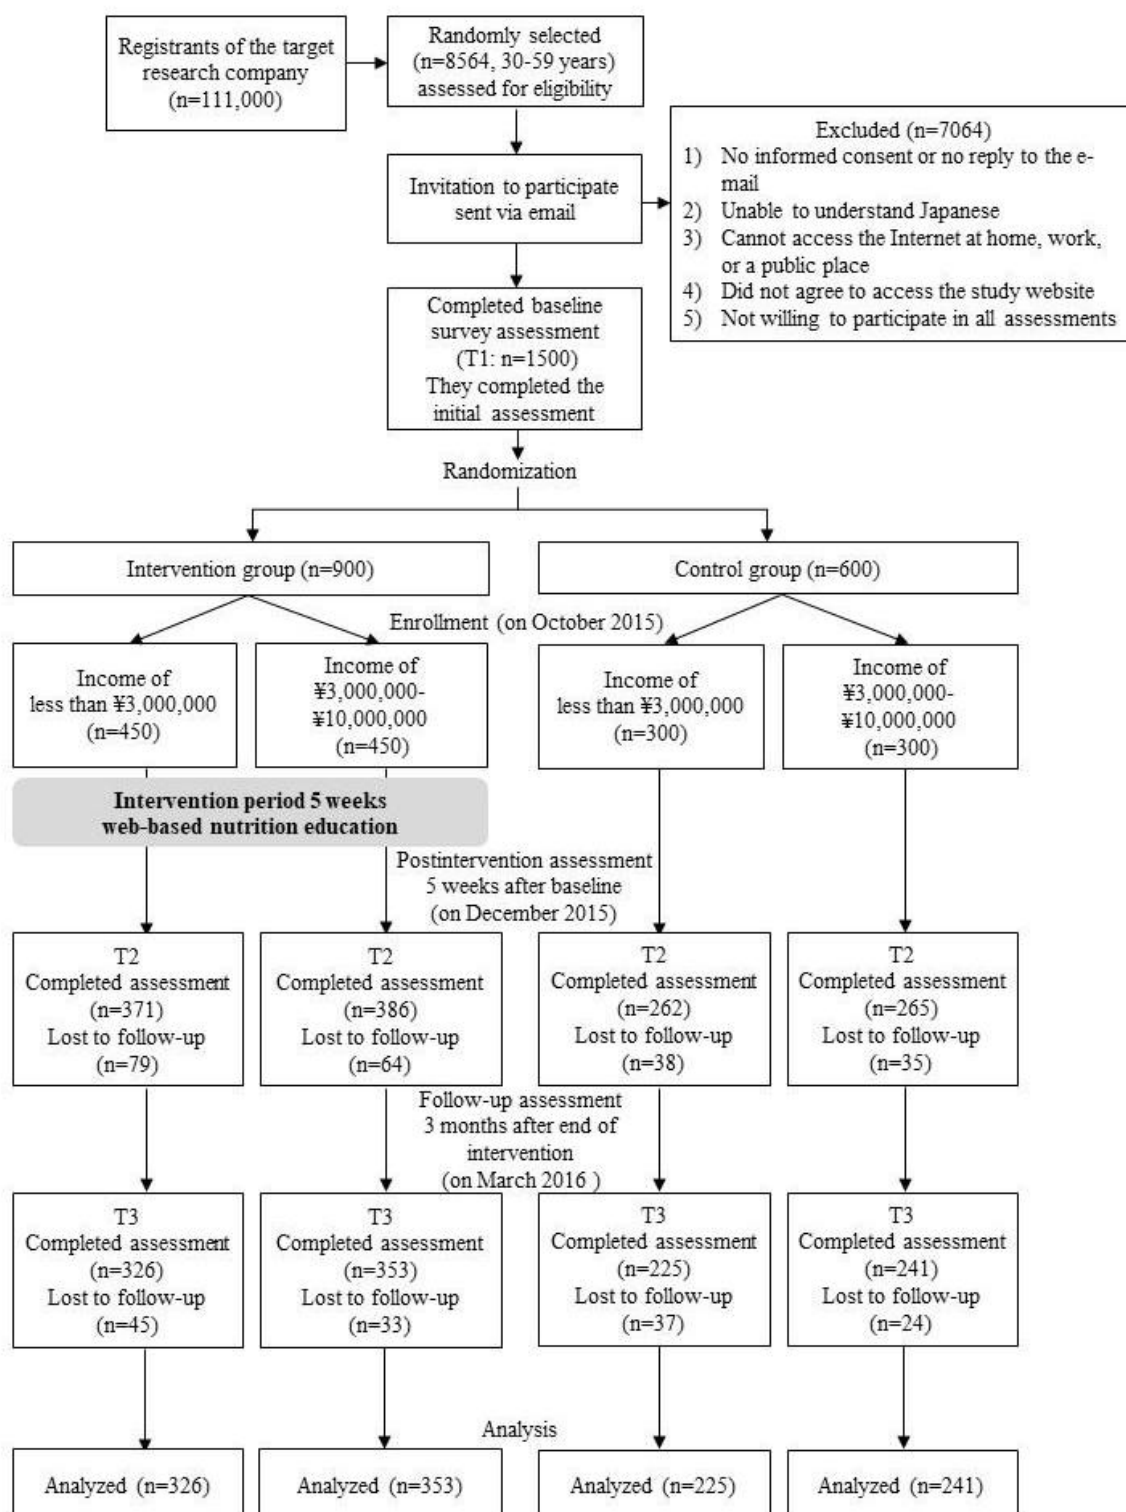 Registrants of the target
research company
(n=111,000)
Randomly selected
(n=8564, 30-59 years)
assessed for eligibility
Invitation to participate
sent via email
Excluded (n=7064)
1) No informed consent or no reply to the e-
mail
2) Unable to understand Japanese
3) Cannot access the Internet at home, work,
or a public place
4) Did not agree to access the study website
5) Not willing to participate in all assessments
Completed baseline
survey assessment
(T1: n=1500)
They completed the
initial assessment
Randomization
Intervention group (n=900)
Control group (n=600)
Enrollment (on October 2015)
Income of
less than ¥3,000,000
(n=450)
Income of
¥3,000,000-
¥10,000,000
(n=450)
Income of
less than ¥3,000,000
(n=300)
Income of
¥3,000,000-
¥10,000,000
(n=300)
Intervention period 5 weeks
web-based nutrition education
Postintervention assessment
5 weeks after baseline
(on December 2015)
T2
Completed assessment
(n=371)
Lost to follow-up
(n=79)
T2
Completed assessment
(n=386)
Lost to follow-up
(n=64)
T2
Completed assessment
(n=262)
Lost to follow-up
(n=38)
T2
Completed assessment
(n=265)
Lost to follow-up
(n=35)
Follow-up assessment
3 months after end of
intervention
(on March 2016 )
T3
Completed assessment
(n=326)
Lost to follow-up
(n=45)
T3
Completed assessment
(n=353)
Lost to follow-up
(n=33)
T3
Completed assessment
(n=225)
Lost to follow-up
(n=37)
T3
Completed assessment
(n=241)
Lost to follow-up
(n=24)
Analysis
Analyzed (n=326)
Analyzed (n=353)
Analyzed (n=225)
Analyzed (n=241)